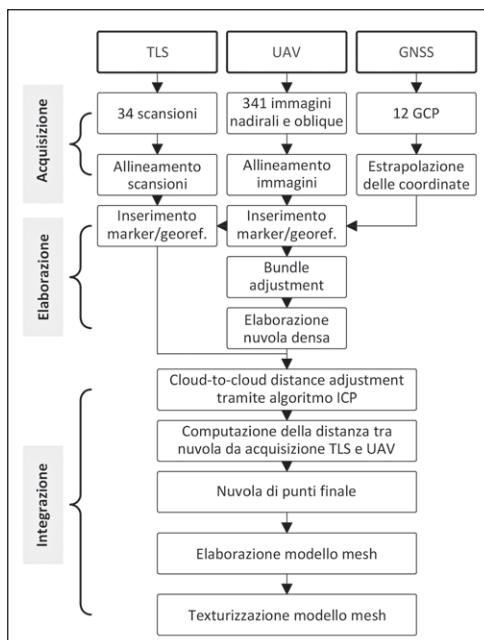 TLS
UAV
GNSS
Acquisizione
34 scansioni
341 immagini
nadirali e oblique
12 GCP
Allineamento
scansioni
Allineamento
immagini
Estrapolazione
delle coordinate
Elaborazione
Inserimento
marker/georef.
Inserimento
marker/georef.
Bundle
adjustment
Elaborazione
nuvola densa
Integrazione
Cloud-to-cloud distance adjustment
tramite algoritmo ICP
Computazione della distanza tra
nuvola da acquisizione TLS e UAV
Nuvola di punti finale
Elaborazione modello mesh
Texturizzazione modello mesh